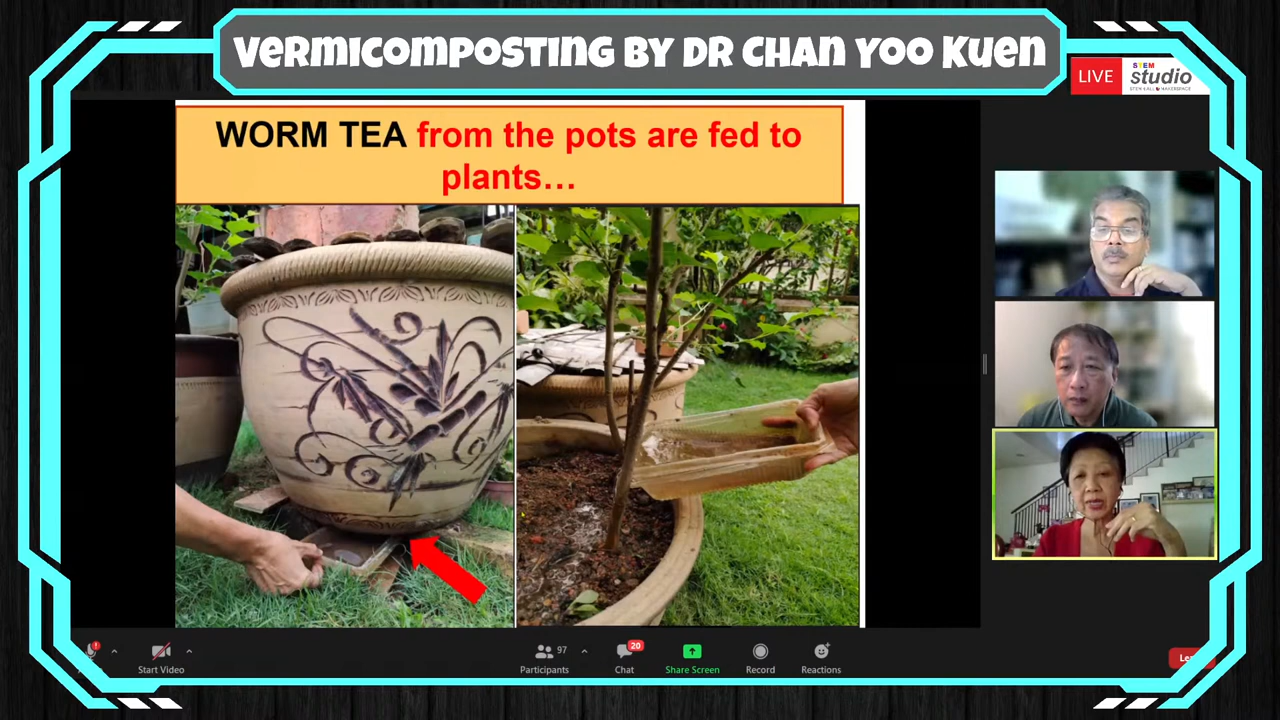 VERMICOMPOSTING BY DR CHAN YOO KUEN
LIVE
STEM
studio
WORM TEA from the pots are fed to
plants…
Start Video
97
Participants
20
Chat
Share Screen
Record
Reactions